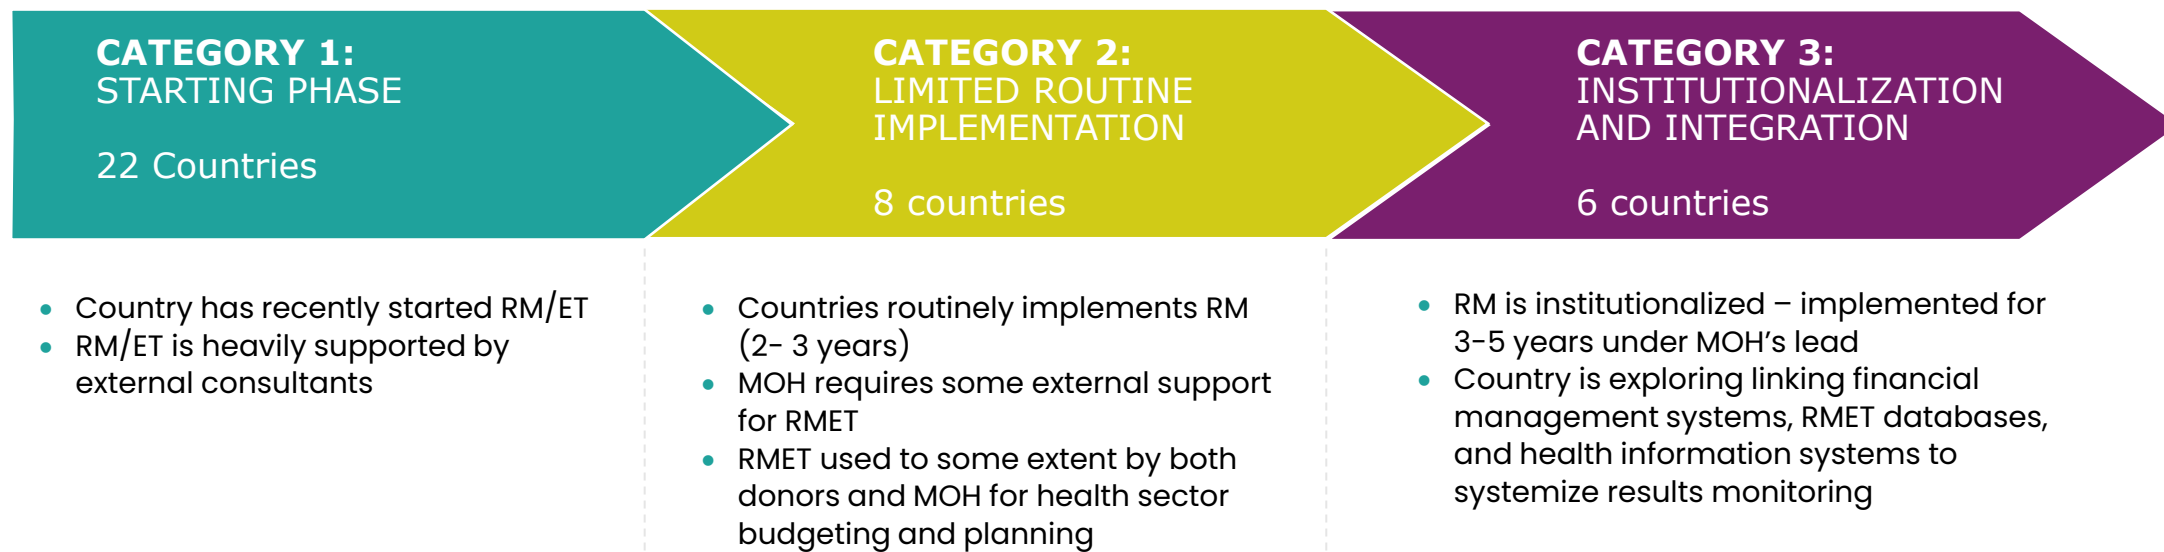 CATEGORY 1:
STARTING PHASE
22 Countries
CATEGORY 2:
LIMITED ROUTINE
IMPLEMENTATION
8 countries
CATEGORY 3:
INSTITUTIONALIZATION
AND INTEGRATION
6 countries
• Country has recently started RM/ET
• RM/ET is heavily supported by
external consultants
• Countries routinely implements RM
(2- 3 years)
• MOH requires some external support
for RMET
• RMET used to some extent by both
donors and MOH for health sector
budgeting and planning
• RM is institutionalized – implemented for
3-5 years under MOH’s lead
• Country is exploring linking financial
management systems, RMET databases,
and health information systems to
systemize results monitoring